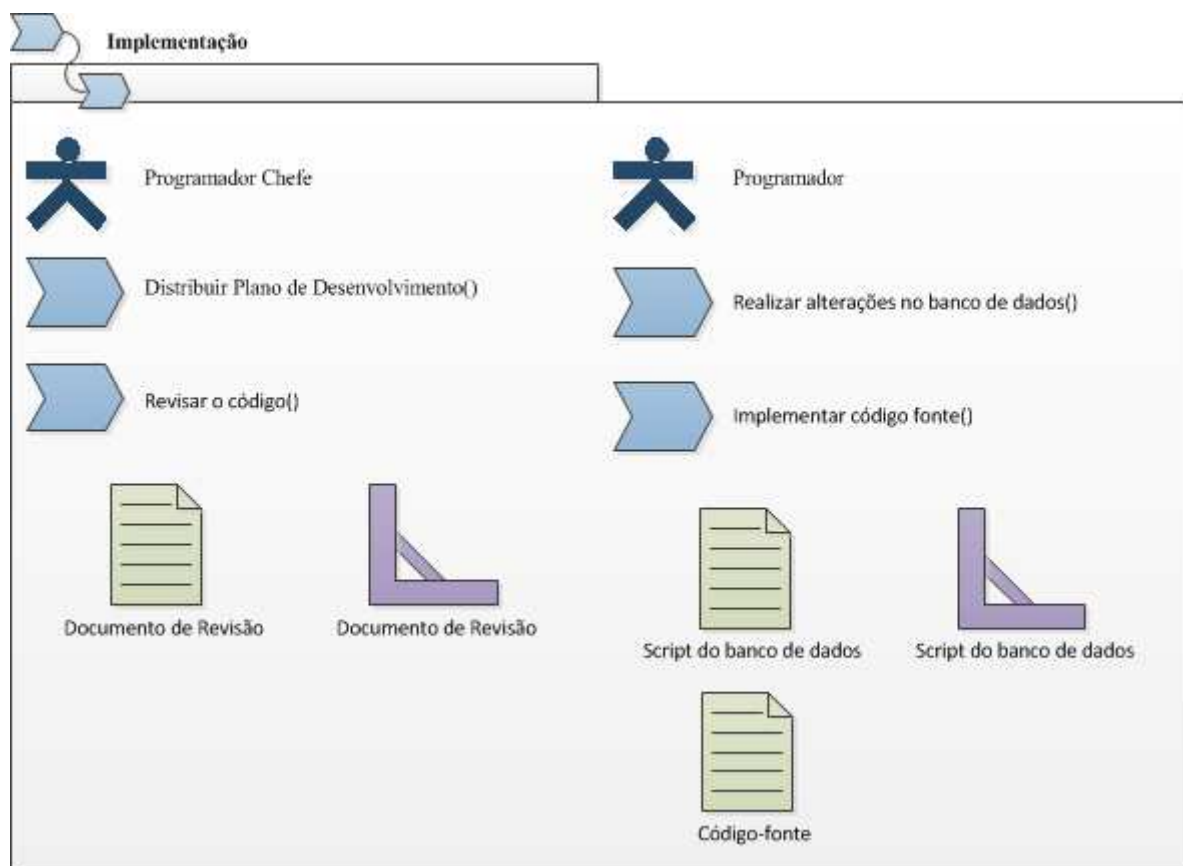 Implementação
Programador Chefe
Distribuir Plano de Desenvolvimento()
Revisar o código()
Documento de Revisão
Documento de Revisão
Programador
Realizar alterações no banco de dados()
Implementar código fonte()
Script do banco de dados
Script do banco de dados
Código-fonte